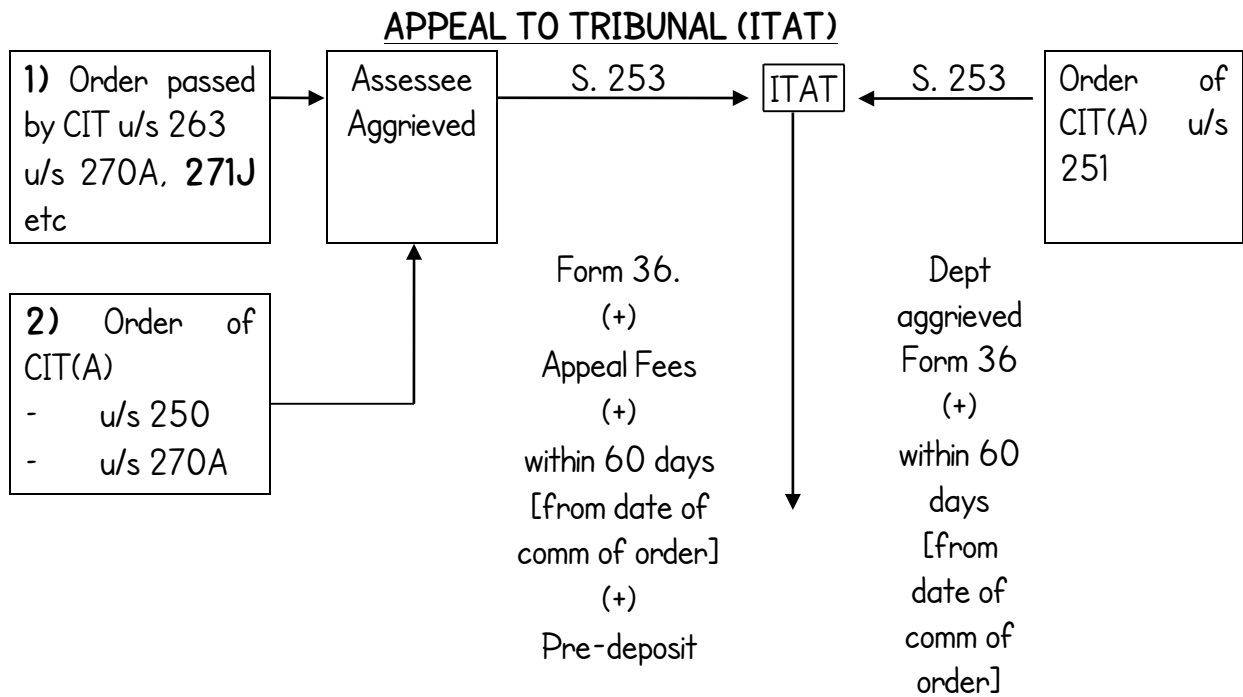 APPEAL TO TRIBUNAL (ITAT)
1) Order passed
by CIT u/s 263
u/s 270A, 271J
etc
Assessee
Aggrieved
S. 253
ITAT
S. 253
Order of
CIT(A) u/s
251
2) Order of
CIT(A)
- u/s 250
- u/s 270A
Form 36.
(+)
Appeal Fees
(+)
within 60 days
[from date of
comm of order]
(+)
Pre-deposit
Dept
aggrieved
Form 36
(+)
within 60
days
[from
date of
comm of
order]